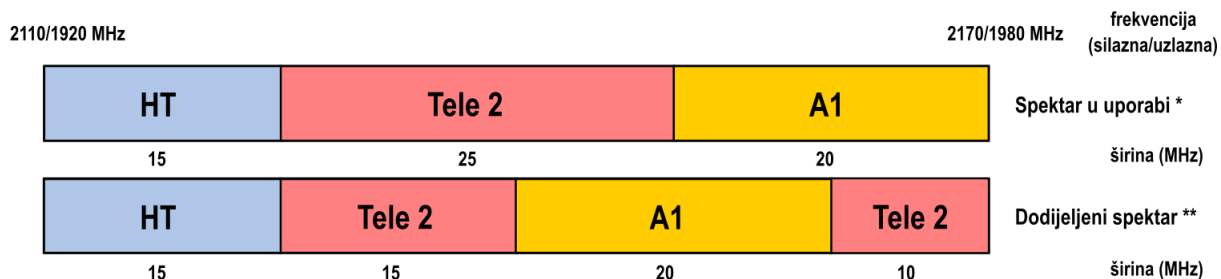 2110/1920 MHz
2170/1980 MHz
frekvencija
(silazna/uzlazna)
HT
Tele 2
A1
Spektar u uporabi *
15
25
20
širina (MHz)
HT
Tele 2
A1
Tele 2
Dodijeljeni spektar **
15
15
20
10
širina (MHz)